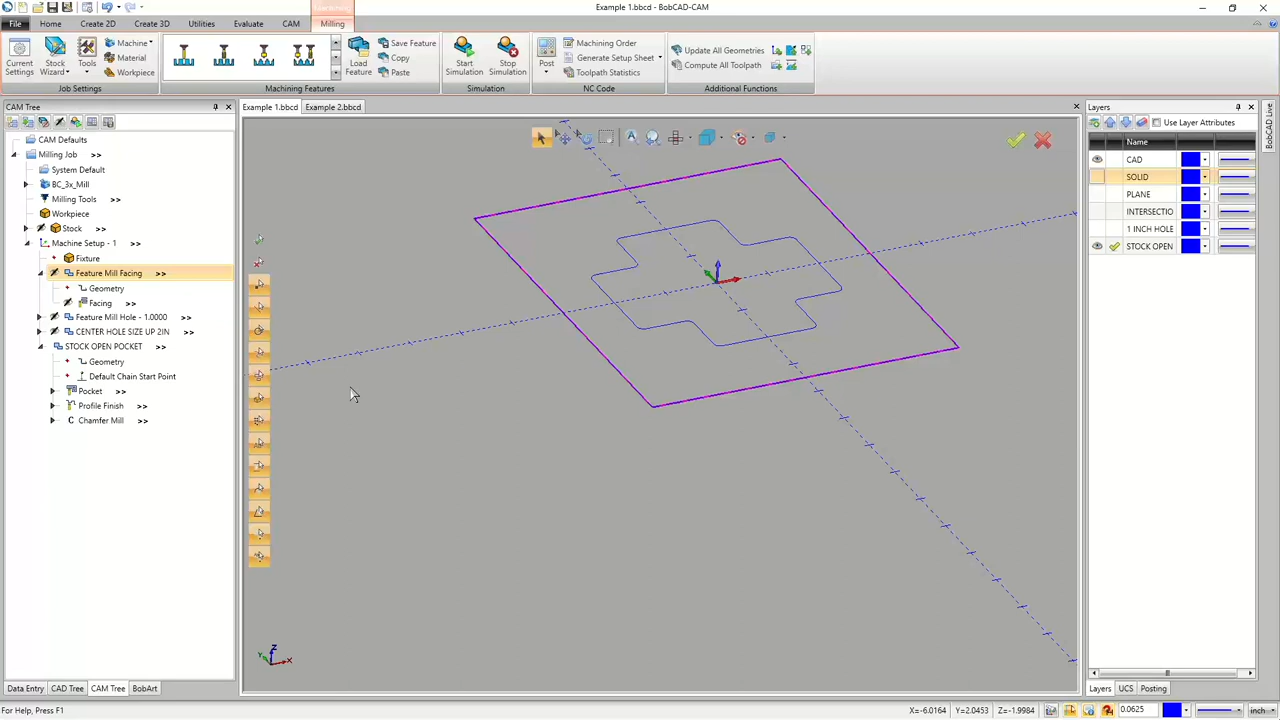 Machining
Example 1.bbcd - BobCAD-CAM
File Home Create 2D Create 3D Utilities Evaluate CAM Milling
Current Settings
Stock Wizard
Tools
Machine
Material
Workpiece
Job Settings
Machining Features
Load Feature
Save Feature
Copy
Paste
Start Simulation
Stop Simulation
Simulation
Post
Machining Order
Generate Setup Sheet
Toolpath Statistics
NC Code
Update All Geometries
Compute All Toolpath
Additional Functions
CAM Tree
Example 1.bbcd Example 2.bbcd
CAM Defaults
Milling Job >>
System Default
BC_3x_Mill
Milling Tools >>
Workpiece
Stock >>
Machine Setup - 1 >>
Fixture
Feature Mill Facing >>
Geometry
Facing >>
Feature Mill Hole - 1.0000 >>
CENTER HOLE SIZE UP 2IN >>
STOCK OPEN POCKET >>
Geometry
Default Chain Start Point
Pocket >>
Profile Finish >>
C Chamfer Mill >>
Z
Y X
Layers
Use Layer Attributes
Name
CAD
SOLID
PLANE
INTERSECTIO
1 INCH HOLE
STOCK OPEN
BobCAD Live
Data Entry CAD Tree CAM Tree BobArt
Layers UCS Posting
For Help, Press F1
X=-6.0164 Y=2.0453 Z=-1.9984 0.0625 inch